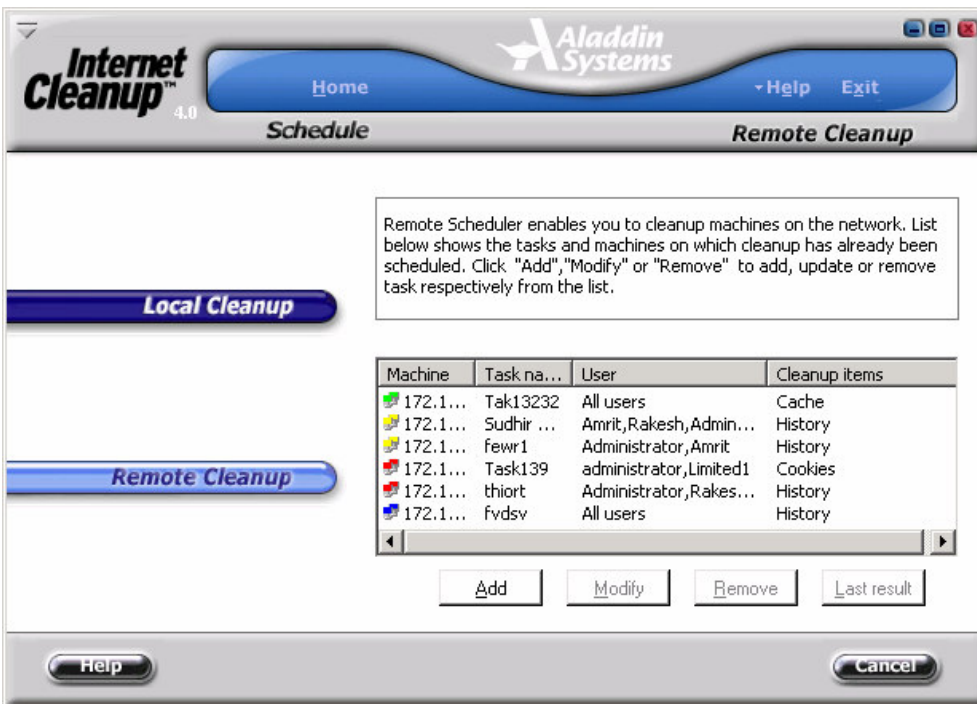 Aladdin
Systems
Internet
Cleanup™ 4.0
Home
Help
Exit
Schedule
Remote Cleanup
Remote Scheduler enables you to cleanup machines on the network. List
below shows the tasks and machines on which cleanup has already been
scheduled. Click "Add","Modify" or "Remove" to add, update or remove
task respectively from the list.
Local Cleanup
Remote Cleanup
Machine Task na... User Cleanup items
172.1... Tak13232 All users Cache
172.1... Sudhir ... Amrit,Rakesh,Admin... History
172.1... fewr1 Administrator,Amrit History
172.1... Task139 administrator,Limited1 Cookies
172.1... thiort Administrator,Rakes... History
172.1... fvdsv All users History
Add Modify Remove Last result
Help
Cancel